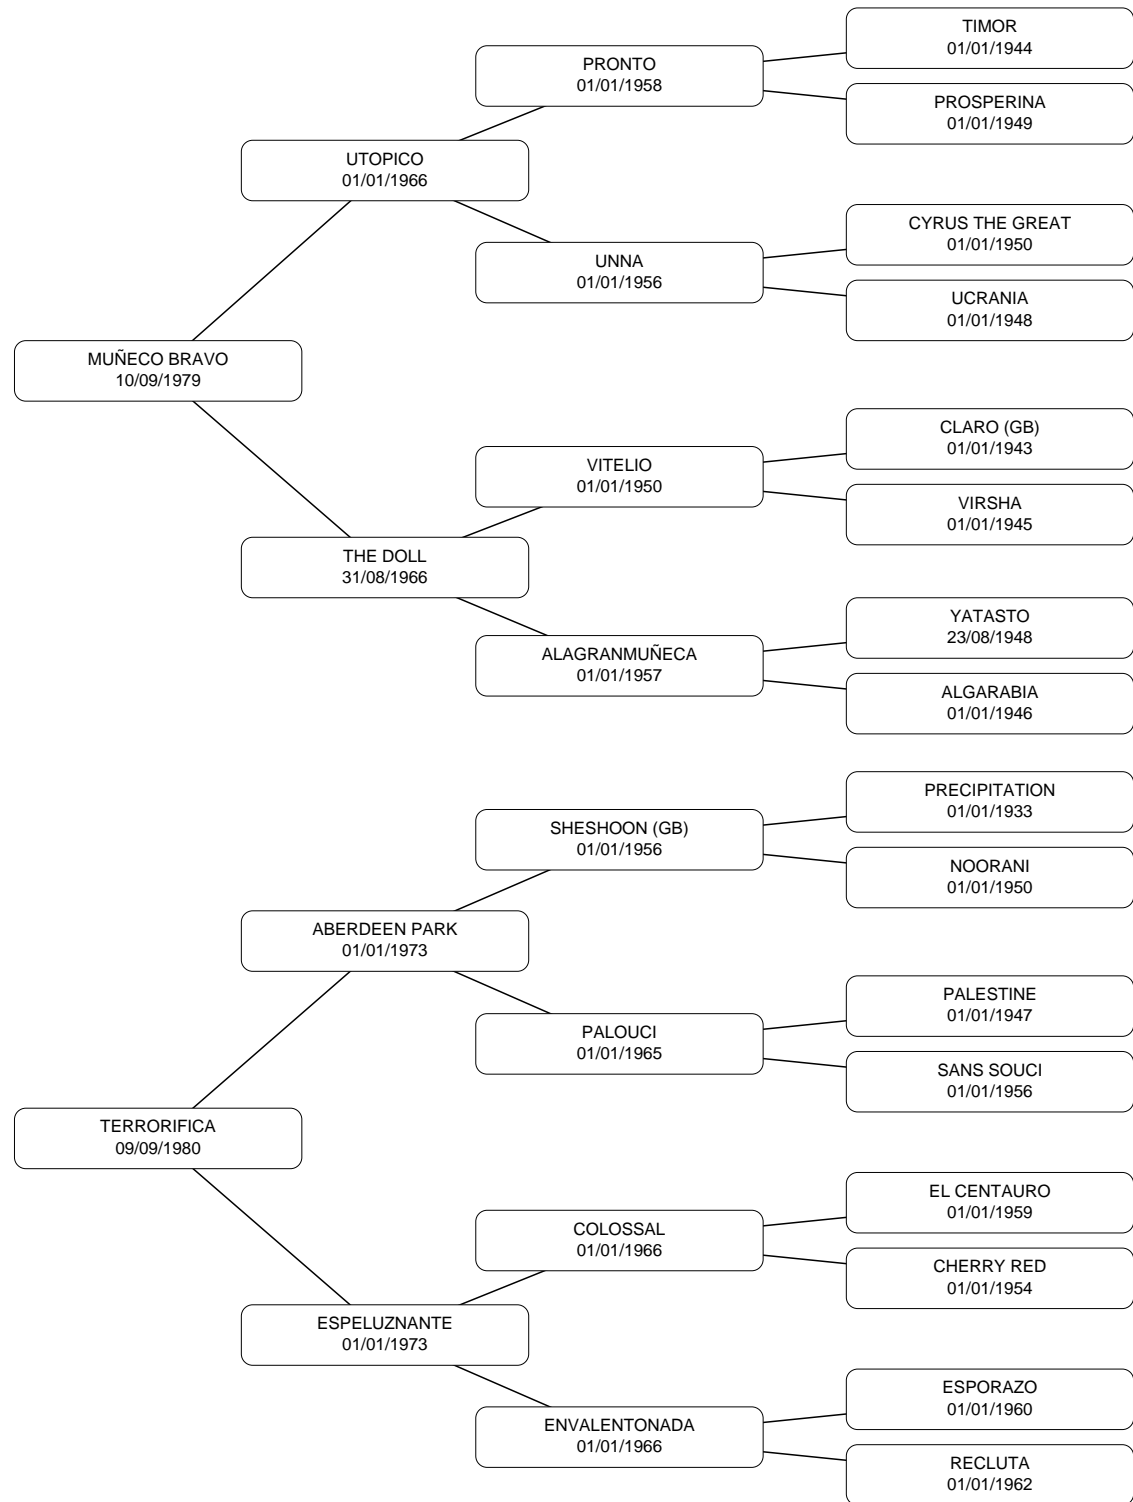 TIMOR
01/01/1944
PRONTO
01/01/1958
PROSPERINA
01/01/1949
UTOPICO
01/01/1966
CYRUS THE GREAT
01/01/1950
UNNA
01/01/1956
UCRANIA
01/01/1948
MUÑECO BRAVO
10/09/1979
CLARO (GB)
01/01/1943
VITELIO
01/01/1950
VIRSHA
01/01/1945
THE DOLL
31/08/1966
YATASTO
23/08/1948
ALAGRANMUÑECA
01/01/1957
ALGARABIA
01/01/1946
PRECIPITATION
01/01/1933
SHESHOON (GB)
01/01/1956
NOORANI
01/01/1950
ABERDEEN PARK
01/01/1973
PALESTINE
01/01/1947
PALOUCI
01/01/1965
SANS SOUCI
01/01/1956
TERRORIFICA
09/09/1980
EL CENTAURO
01/01/1959
COLOSSAL
01/01/1966
CHERRY RED
01/01/1954
ESPELUZNANTE
01/01/1973
ESPORAZO
01/01/1960
ENVALENTONADA
01/01/1966
RECLUTA
01/01/1962